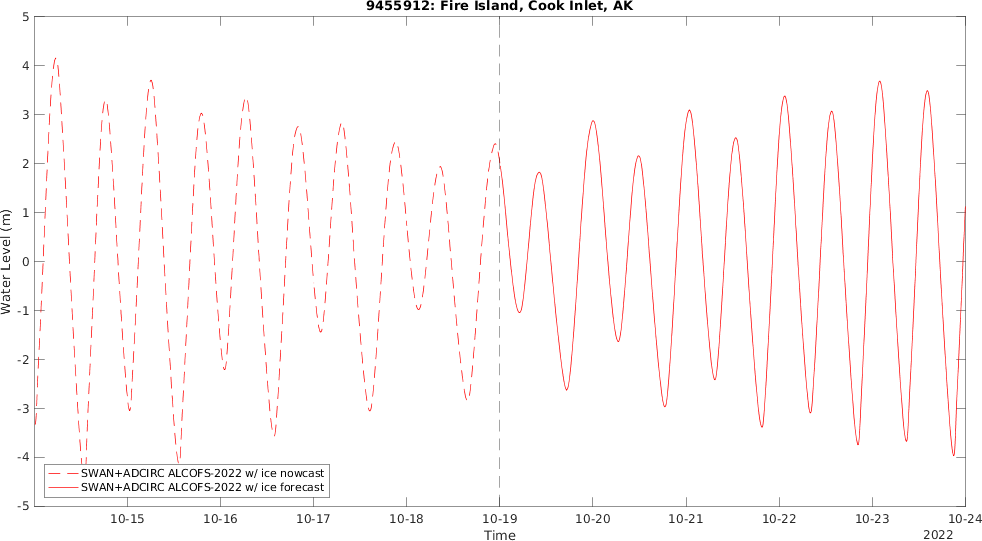 9455912: Fire Island, Cook Inlet, AK
5
4
3
2
1
0
-1
-2
-3
-4
-5
Water Level (m)
SWAN+ADCIRC ALCOFS-2022 w/ ice nowcast
SWAN+ADCIRC ALCOFS-2022 w/ ice forecast
10-15 10-16 10-17 10-18 10-19 10-20 10-21 10-22 10-23 10-24
Time
2022